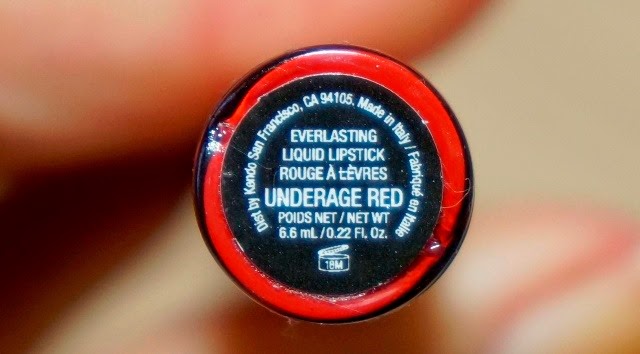 Dist by Kendo San Francisco, CA 94105. Made in Italy / Fabriqué en Italie
EVERLASTING
LIQUID LIPSTICK
ROUGE À LÈVRES
UNDERAGE RED
POIDS NET / NET WT
6.6 mL / 0.22 Fl. Oz.
18M